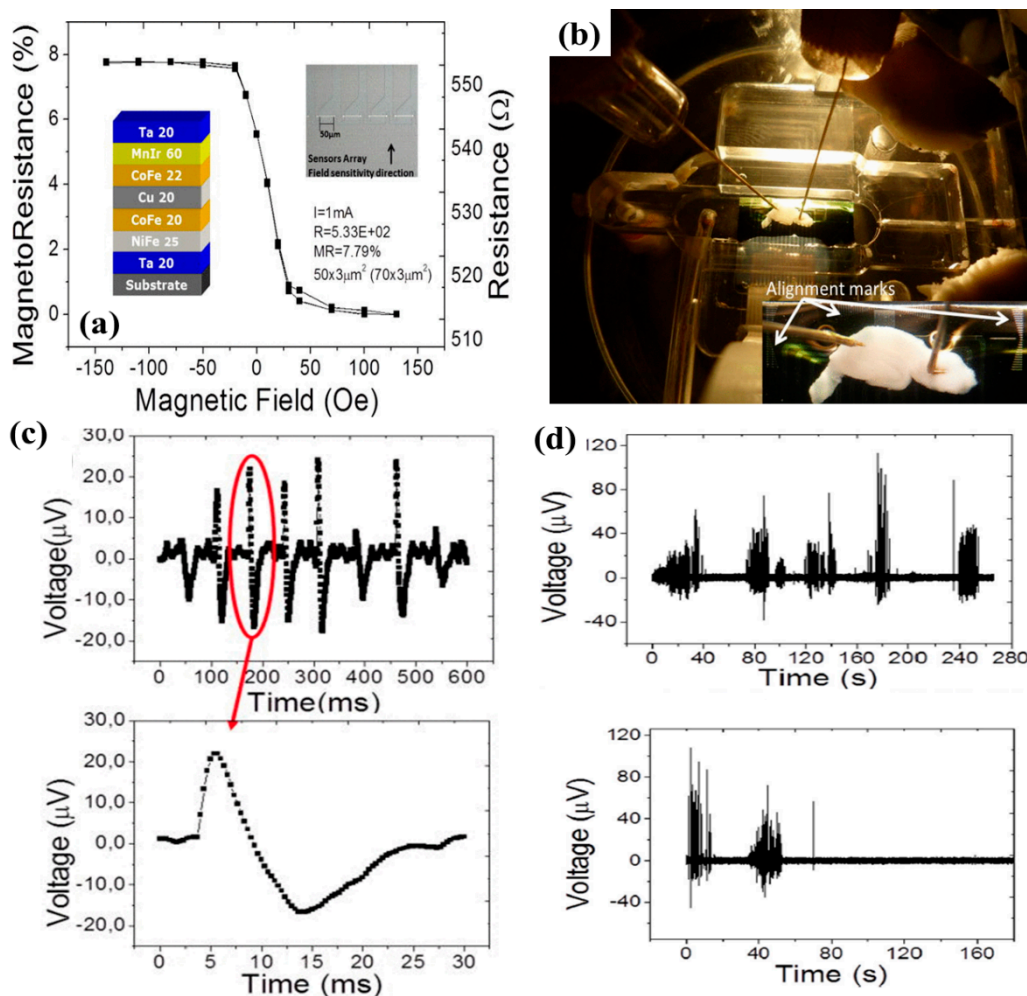 (a)
MagnetoResistance (%)
8
6
4
2
0
550
540
530
520
510
Resistance (Ω)
-150 -100 -50 0 50 100 150
Magnetic Field (Oe)
Ta 20
MnIr 60
CoFe 22
Cu 20
CoFe 20
NiFe 25
Ta 20
Substrate
50µm
Sensors Array
Field sensitivity direction
I=1mA
R=5.33E+02
MR=7.79%
50x3µm² (70x3µm²)
(b)
Alignment marks
(c)
Voltage(µV)
30,0
20,0
10,0
0,0
-10,0
-20,0
0 100 200 300 400 500 600
Time(ms)
Voltage (µV)
30,0
20,0
10,0
0,0
-10,0
-20,0
0 5 10 15 20 25 30
Time (ms)
(d)
Voltage (µV)
120
80
40
0
-40
0 40 80 120 160 200 240 280
Time (s)
Voltage (µV)
120
80
40
0
-40
0 40 80 120 160
Time (s)